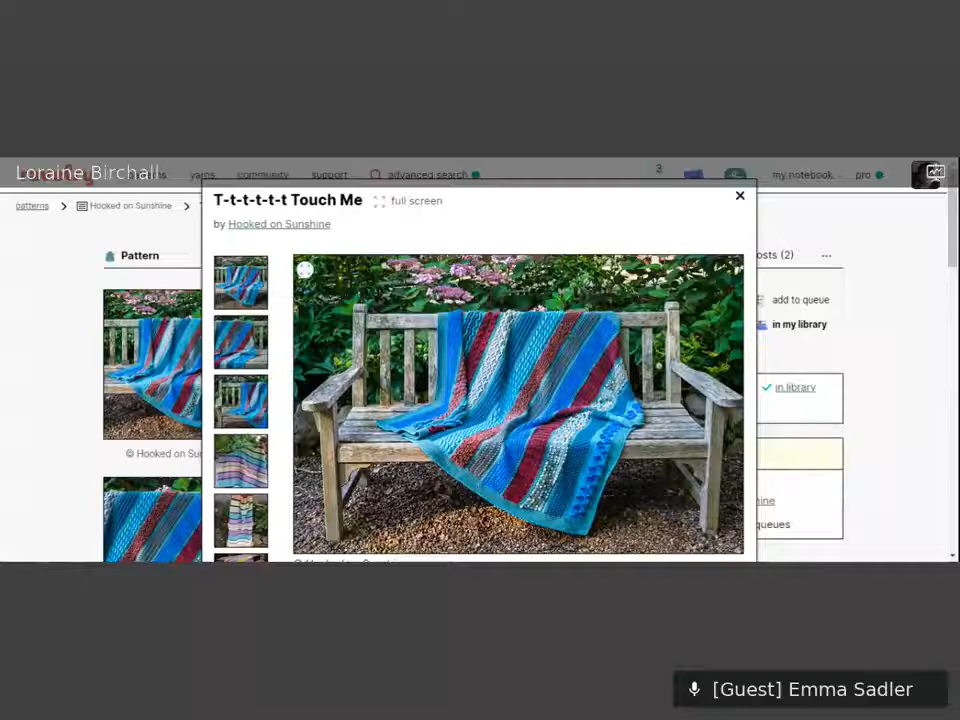 Loraine Birchall
yarns community support advanced search 3 my notebook pro
patterns Hooked on Sunshine
T-t-t-t-t-t Touch Me full screen
by Hooked on Sunshine
Pattern
(2) ...
add to queue
in my library
in library
© Hooked on
queues
[Guest] Emma Sadler